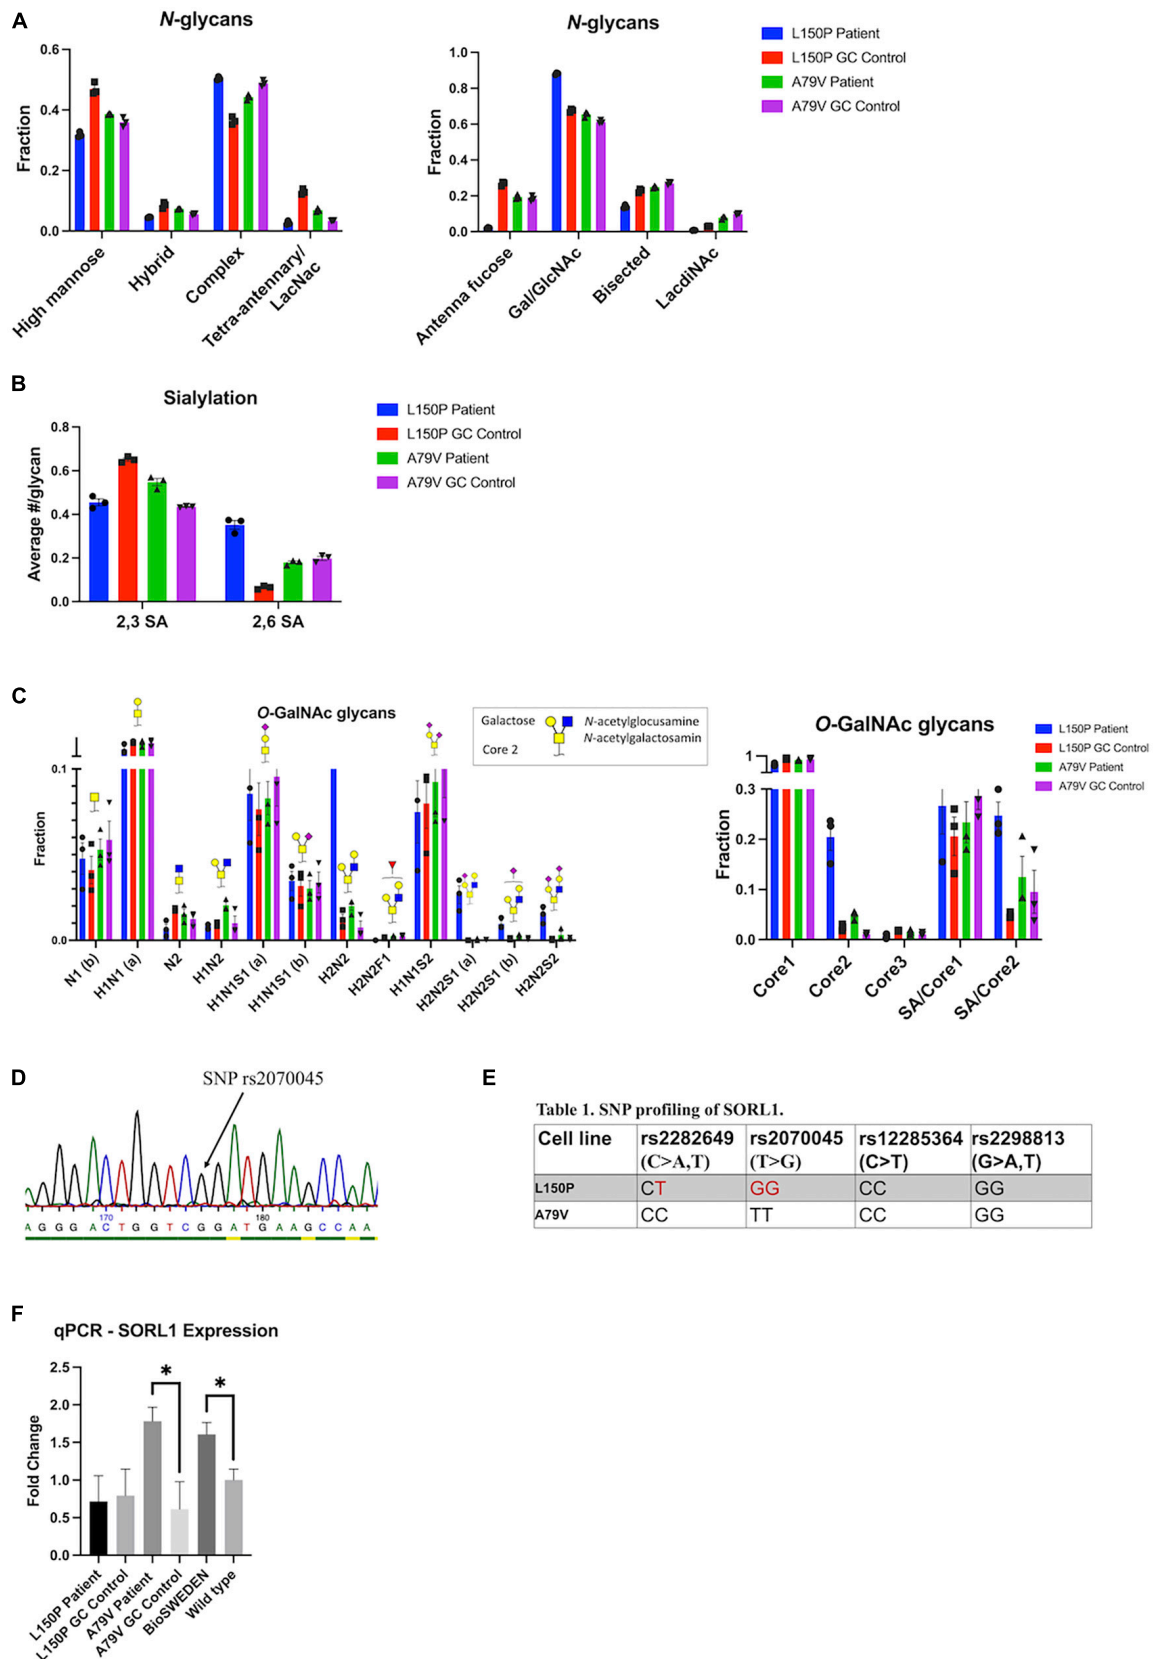 A
N-glycans
Fraction
0.6
0.4
0.2
0.0
High mannose
Hybrid
Complex
Tetra-antennary/
LacNac
N-glycans
Fraction
1.0
0.8
0.6
0.4
0.2
0.0
Antenna fucose
Gal/GlcNAc
Bisected
LacdiNAc
L150P Patient
L150P GC Control
A79V Patient
A79V GC Control
B
Sialylation
Average #/glycan
0.8
0.6
0.4
0.2
0.0
2,3 SA
2,6 SA
L150P Patient
L150P GC Control
A79V Patient
A79V GC Control
C
O-GalNAc glycans
Fraction
0.1
0.0
N1 (b)
H1N1 (a)
N2
H1N2
H1N1S1 (a)
H1N1S1 (b)
H2N2
H2N2F1
H1N1S2
H2N2S1 (a)
H2N2S1 (b)
H2N2S2
Galactose
N-acetylglocusamine
N-acetylgalactosamin
Core 2
O-GalNAc glycans
Fraction
1
0.3
0.2
0.1
0.0
Core1
Core2
Core3
SA/Core1
SA/Core2
L150P Patient
L150P GC Control
A79V Patient
A79V GC Control
D
SNP rs2070045
170
180
A G G G A C T G G T C G G A T G A A G C C A A
E
Table 1. SNP profiling of SORL1.
Cell line rs2282649 rs2070045 rs12285364 rs2298813
(C>A,T) (T>G) (C>T) (G>A,T)
L150P CT GG CC GG
A79V CC TT CC GG
F
qPCR - SORL1 Expression
Fold Change
2.5
2.0
1.5
1.0
0.5
0.0
*
*
L150P Patient
L150P GC Control
A79V Patient
A79V GC Control
BioSWEDEN
Wild type